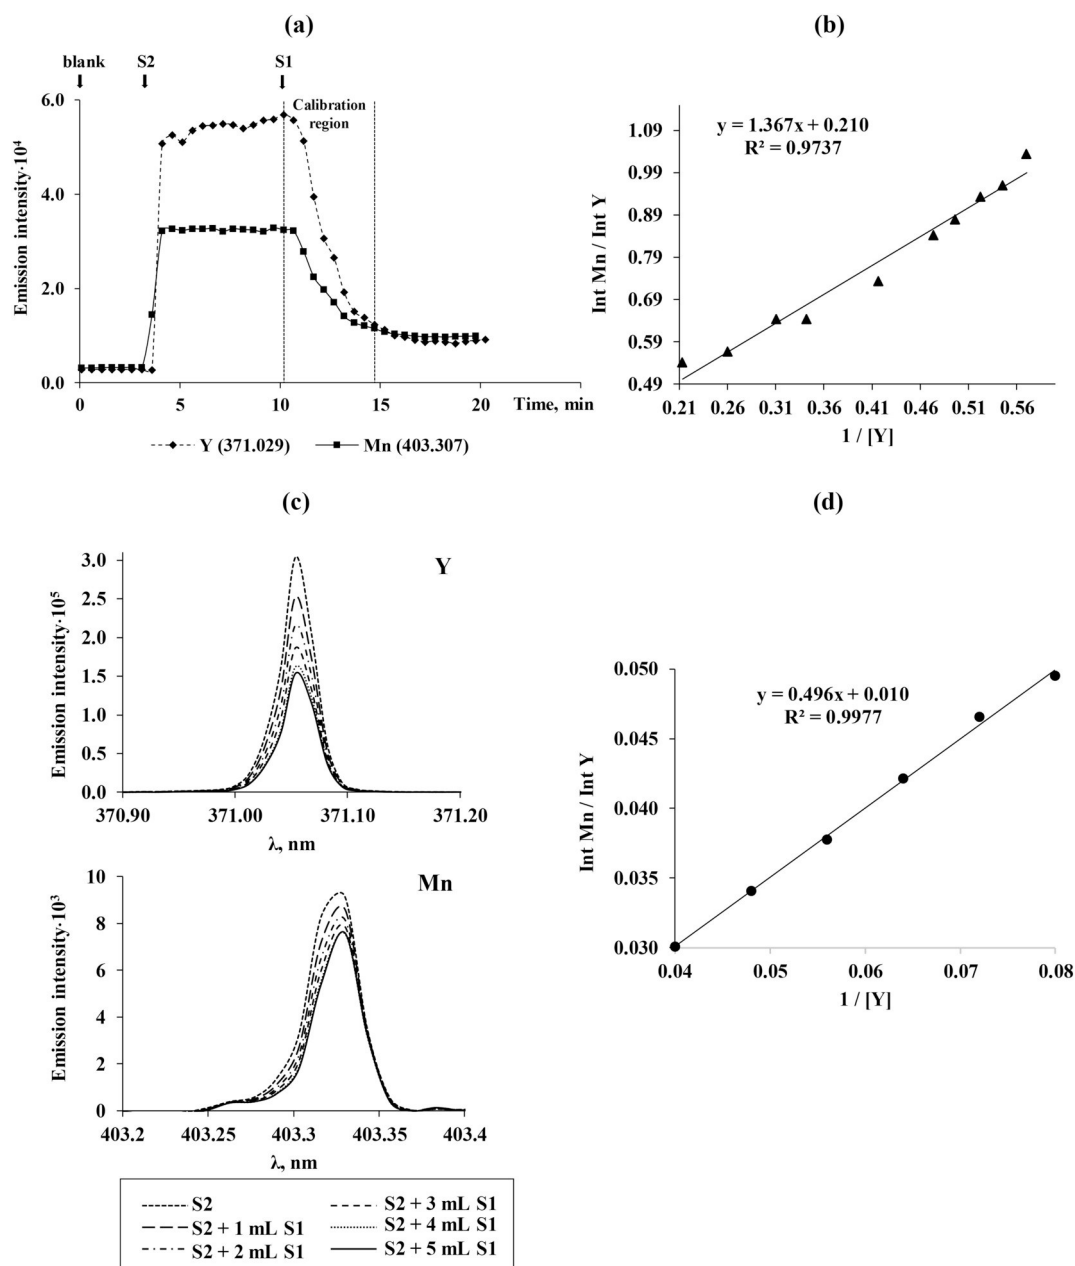 (a)
blank
S2
S1
Calibration
region
6.0
4.0
2.0
0.0
Emission intensity·10⁴
0
5
10
15
20
Time, min
Y (371.029)
Mn (403.307)
(b)
y = 1.367x + 0.210
R² = 0.9737
1.09
0.99
0.89
0.79
0.69
0.59
0.49
Int Mn / Int Y
0.21
0.26
0.31
0.36
0.41
0.46
0.51
0.56
1 / [Y]
(c)
Y
3.0
2.5
2.0
1.5
1.0
0.5
0.0
Emission intensity·10⁵
370.90
371.00
371.10
371.20
λ, nm
Mn
10
8
6
4
2
0
Emission intensity·10³
403.2
403.25
403.3
403.35
403.4
λ, nm
S2
S2 + 1 mL S1
S2 + 2 mL S1
S2 + 3 mL S1
S2 + 4 mL S1
S2 + 5 mL S1
(d)
y = 0.496x + 0.010
R² = 0.9977
0.050
0.045
0.040
0.035
0.030
Int Mn / Int Y
0.04
0.05
0.06
0.07
0.08
1 / [Y]